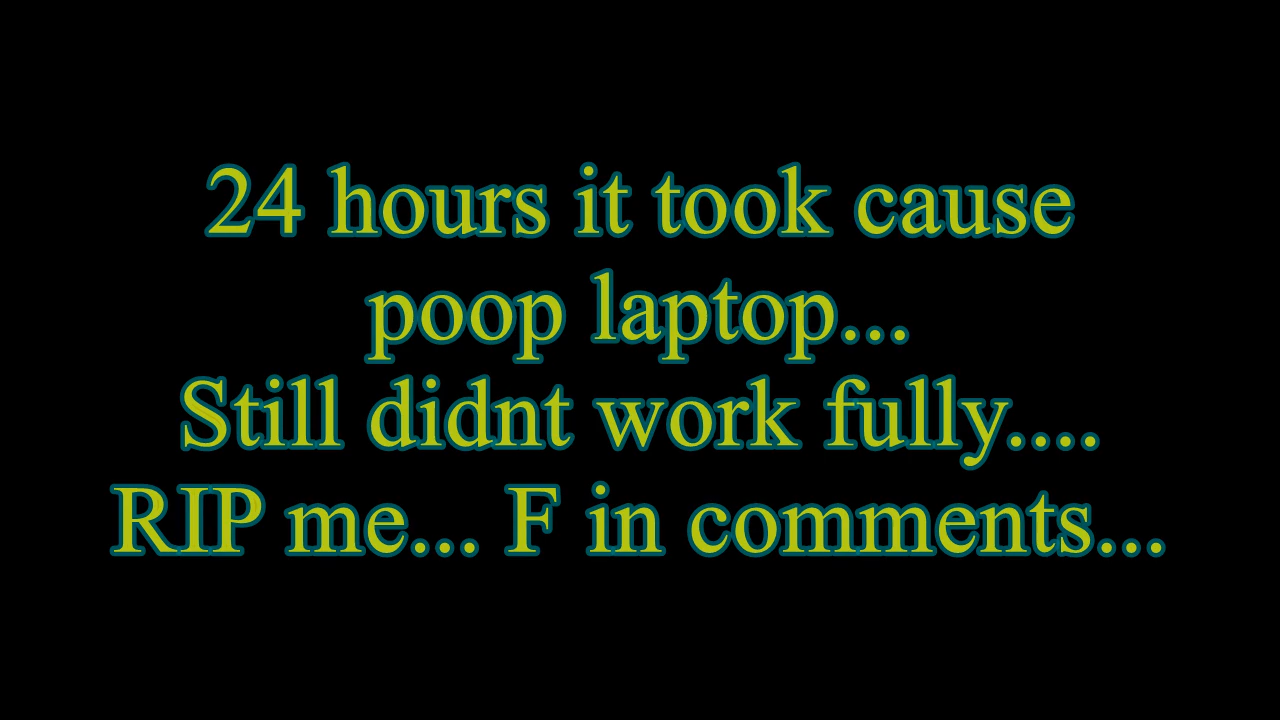 24 hours it took cause
poop laptop...
Still didnt work fully....
RIP me... F in comments...